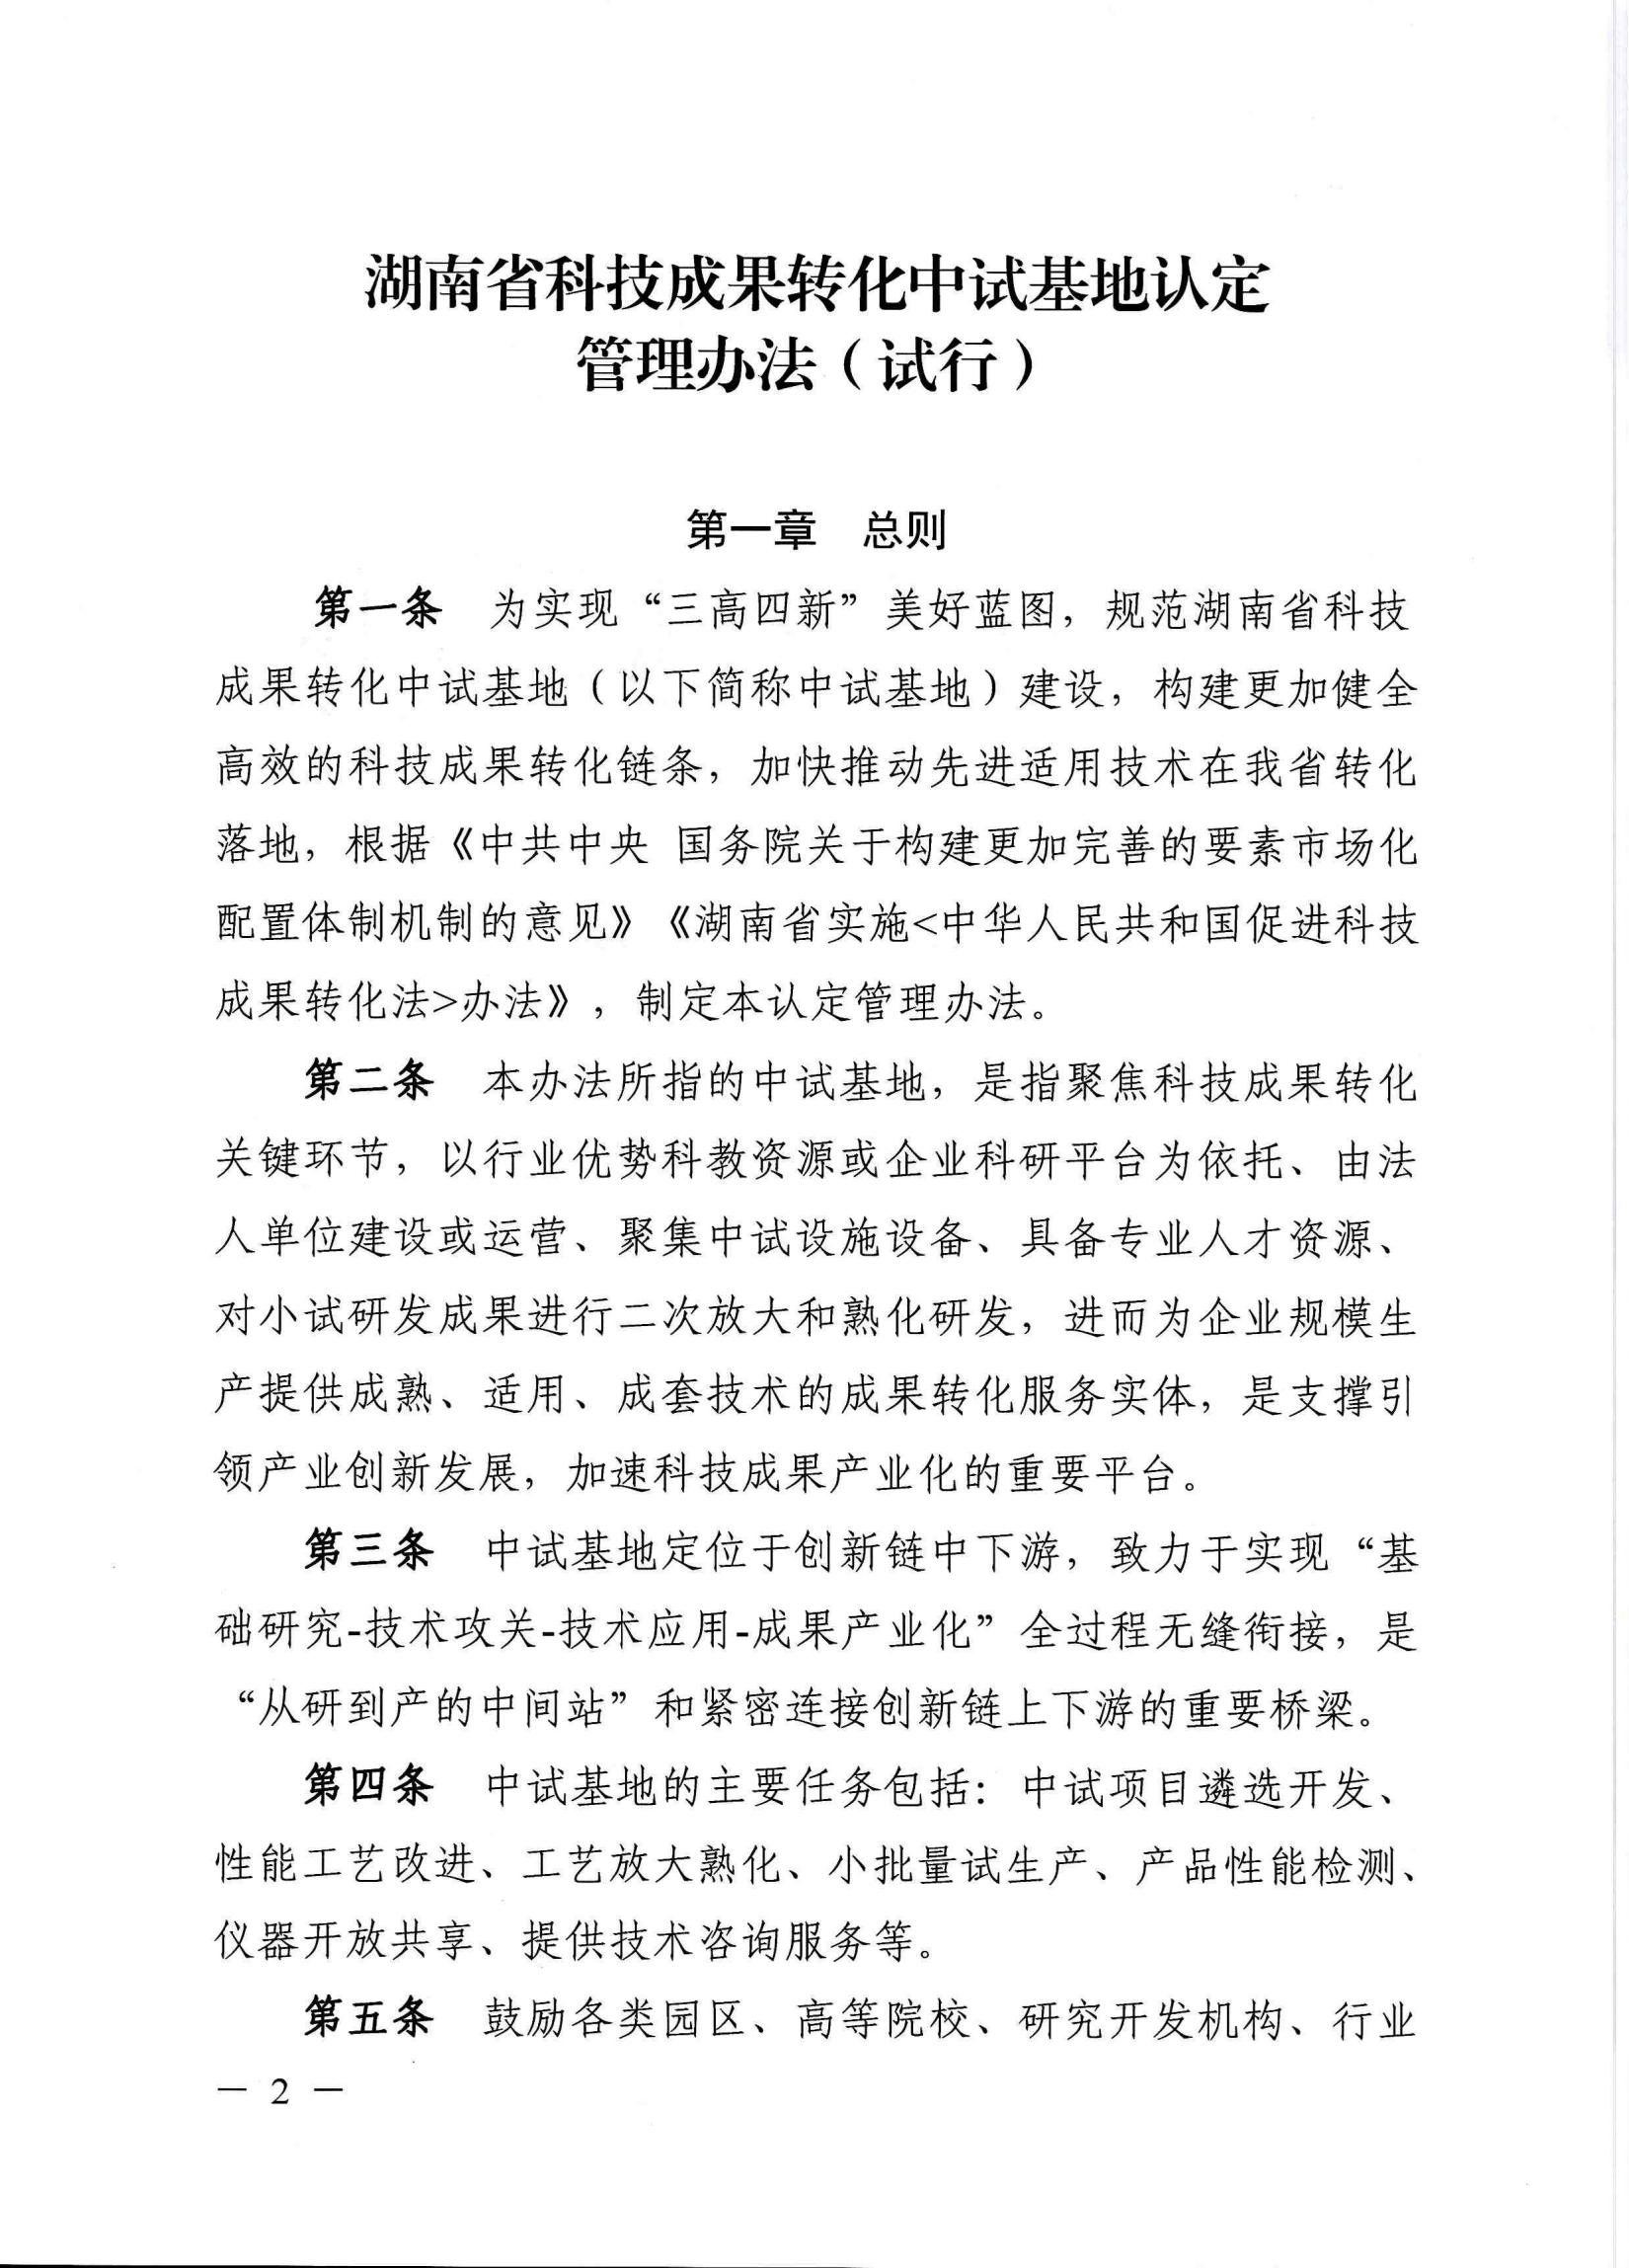 湖南省科技成果转化中试基地认定
管理办法（试行）
第一章　总则
第一条　为实现“三高四新”美好蓝图，规范湖南省科技
成果转化中试基地（以下简称中试基地）建设，构建更加健全
高效的科技成果转化链条，加快推动先进适用技术在我省转化
落地，根据《中共中央 国务院关于构建更加完善的要素市场化
配置体制机制的意见》《湖南省实施<中华人民共和国促进科技
成果转化法>办法》，制定本认定管理办法。
第二条　本办法所指的中试基地，是指聚焦科技成果转化
关键环节，以行业优势科教资源或企业科研平台为依托、由法
人单位建设或运营、聚集中试设施设备、具备专业人才资源、
对小试研发成果进行二次放大和熟化研发，进而为企业规模生
产提供成熟、适用、成套技术的成果转化服务实体，是支撑引
领产业创新发展，加速科技成果产业化的重要平台。
第三条　中试基地定位于创新链中下游，致力于实现“基
础研究-技术攻关-技术应用-成果产业化”全过程无缝衔接，是
“从研到产的中间站”和紧密连接创新链上下游的重要桥梁。
第四条　中试基地的主要任务包括：中试项目遴选开发、
性能工艺改进、工艺放大熟化、小批量试生产、产品性能检测、
仪器开放共享、提供技术咨询服务等。
第五条　鼓励各类园区、高等院校、研究开发机构、行业
— 2 —